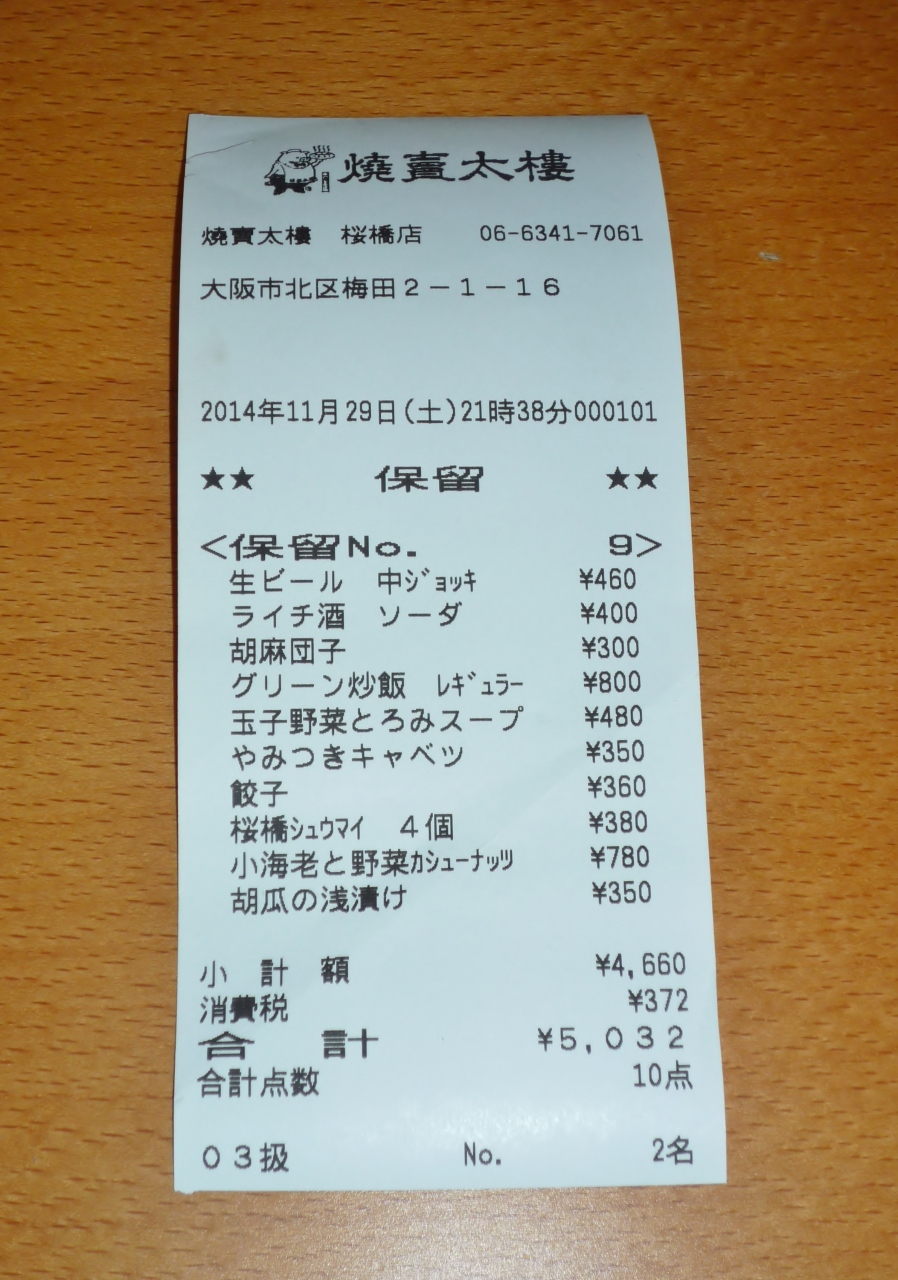 燒賣太樓
燒賣太樓　桜橋店　06-6341-7061
大阪市北区梅田２－１－１６
2014年11月29日(土)21時38分000101
★★　保留　★★
<保留No.　9>
生ビール　中ｼﾞｮｯｷ　¥460
ライチ酒　ソーダ　¥400
胡麻団子　¥300
グリーン炒飯　ﾚｷﾞｭﾗｰ　¥800
玉子野菜とろみスープ　¥480
やみつきキャベツ　¥350
餃子　¥360
桜橋ｼｭｳﾏｲ　４個　¥380
小海老と野菜ｶｼｭｰﾅｯﾂ　¥780
胡瓜の浅漬け　¥350
小　計　額　¥4,660
消費税　¥372
合　計　¥5,032
合計点数　10点
０３扱　No.　2名